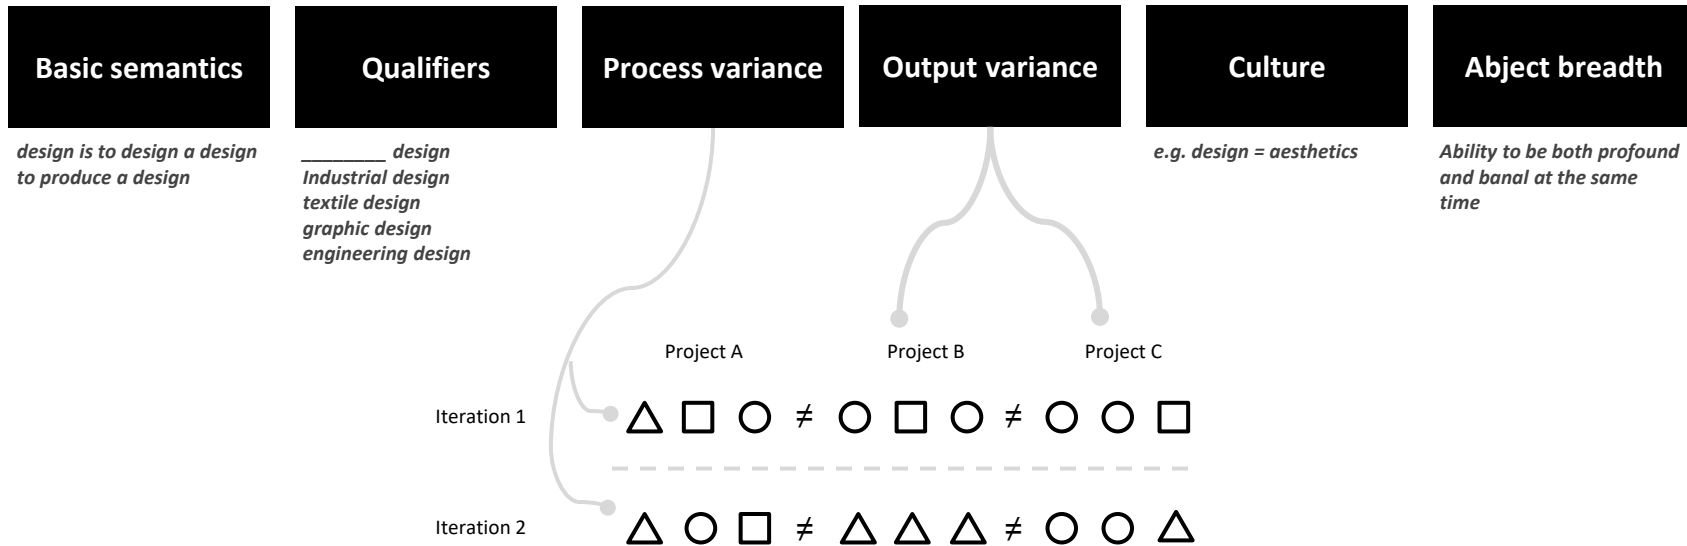 Basic semantics
Qualifiers
Process variance
Output variance
Culture
Abject breadth
design is to design a design
to produce a design
________ design
Industrial design
textile design
graphic design
engineering design
e.g. design = aesthetics
Ability to be both profound
and banal at the same
time
Project A
Project B
Project C
Iteration 1
≠ ≠
Iteration 2
≠ ≠